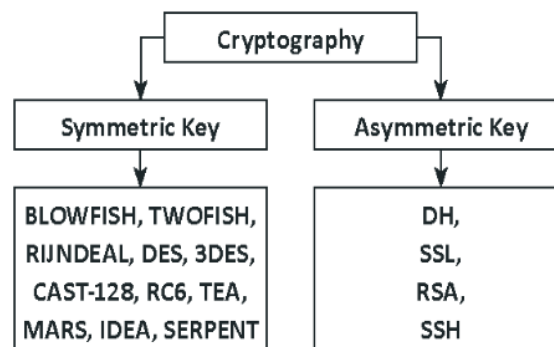 Cryptography
Symmetric Key
Asymmetric Key
BLOWFISH, TWOFISH,
RIJNDEAL, DES, 3DES,
CAST-128, RC6, TEA,
MARS, IDEA, SERPENT
DH,
SSL,
RSA,
SSH